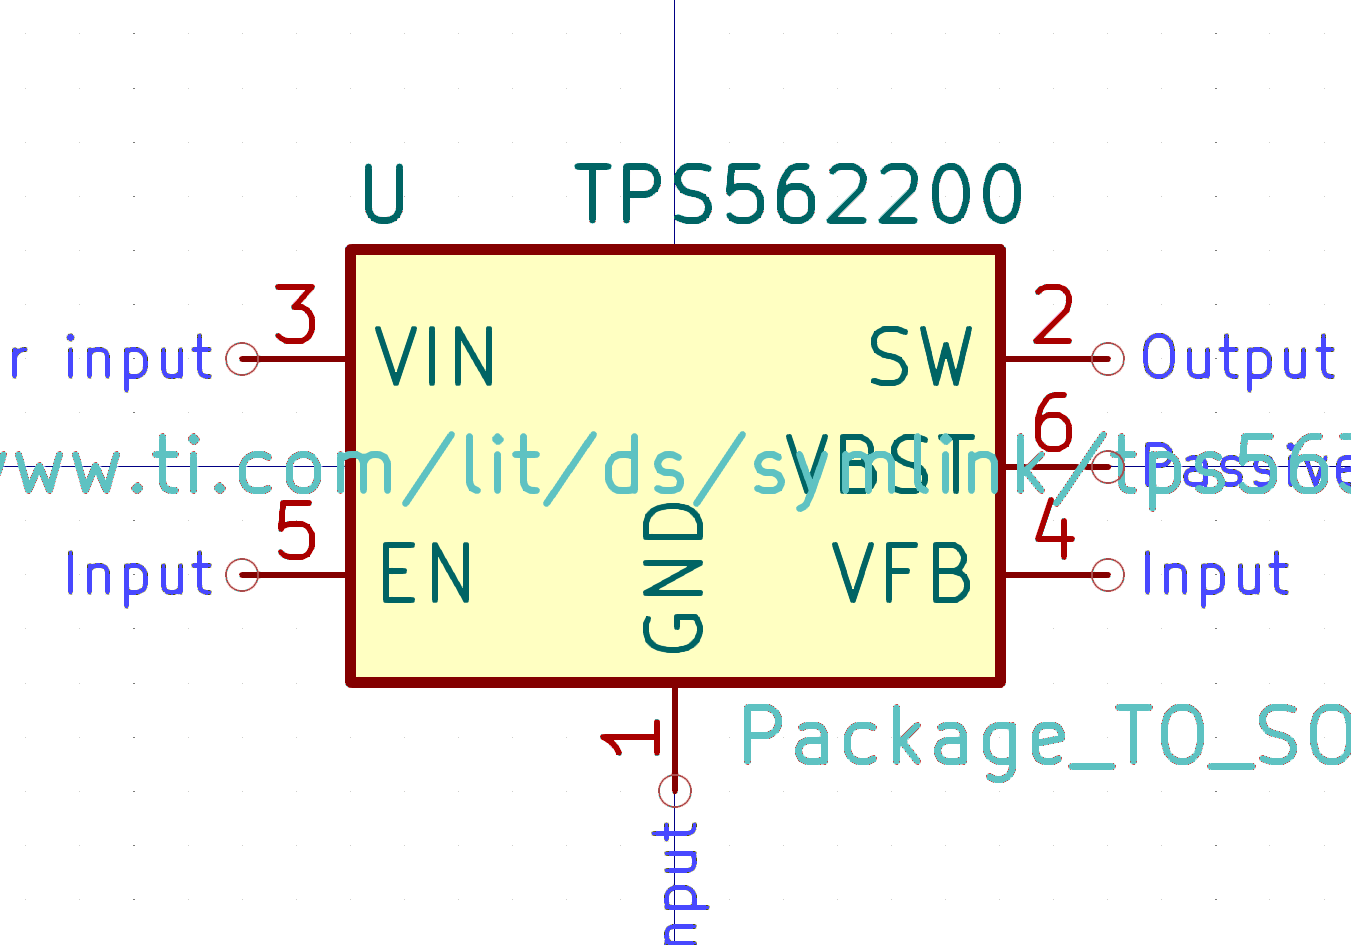 U TPS562200
3 2
r input VIN SW Output
6
www.ti.com/lit/ds/symlink/tps563 VBST Passive
5 4
Input EN GND VFB Input
1 Package_TO_SO
nput